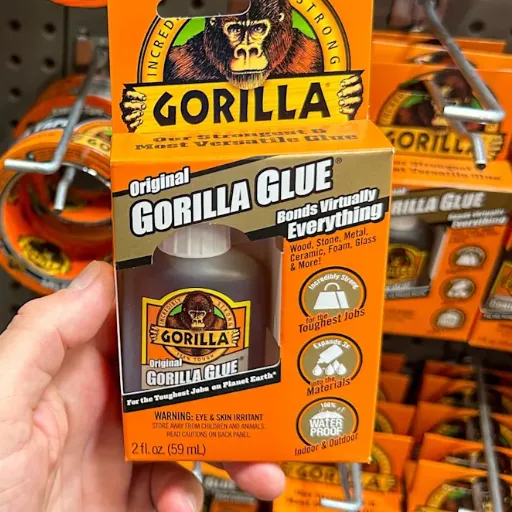 INCREDIBLY STRONG
GORILLA
Our Strongest &
Most Versatile Glue
Original
GORILLA GLUE®
Bonds Virtually
Everything
Wood, Stone, Metal,
Ceramic, Foam, Glass
& More!
Incredibly Strong
for the
Toughest Jobs
Expands 3x
into the
Materials
100%
WATER
PROOF
Indoor & Outdoor
GORILLA
Original
GORILLA GLUE
For the Toughest Jobs on Planet Earth®
WARNING: EYE & SKIN IRRITANT
STORE AWAY FROM CHILDREN AND ANIMALS.
READ CAUTIONS ON BACK PANEL.
2 fl. oz. (59 mL)
GORILLA
GLUE
Bonds Virtually
Everything